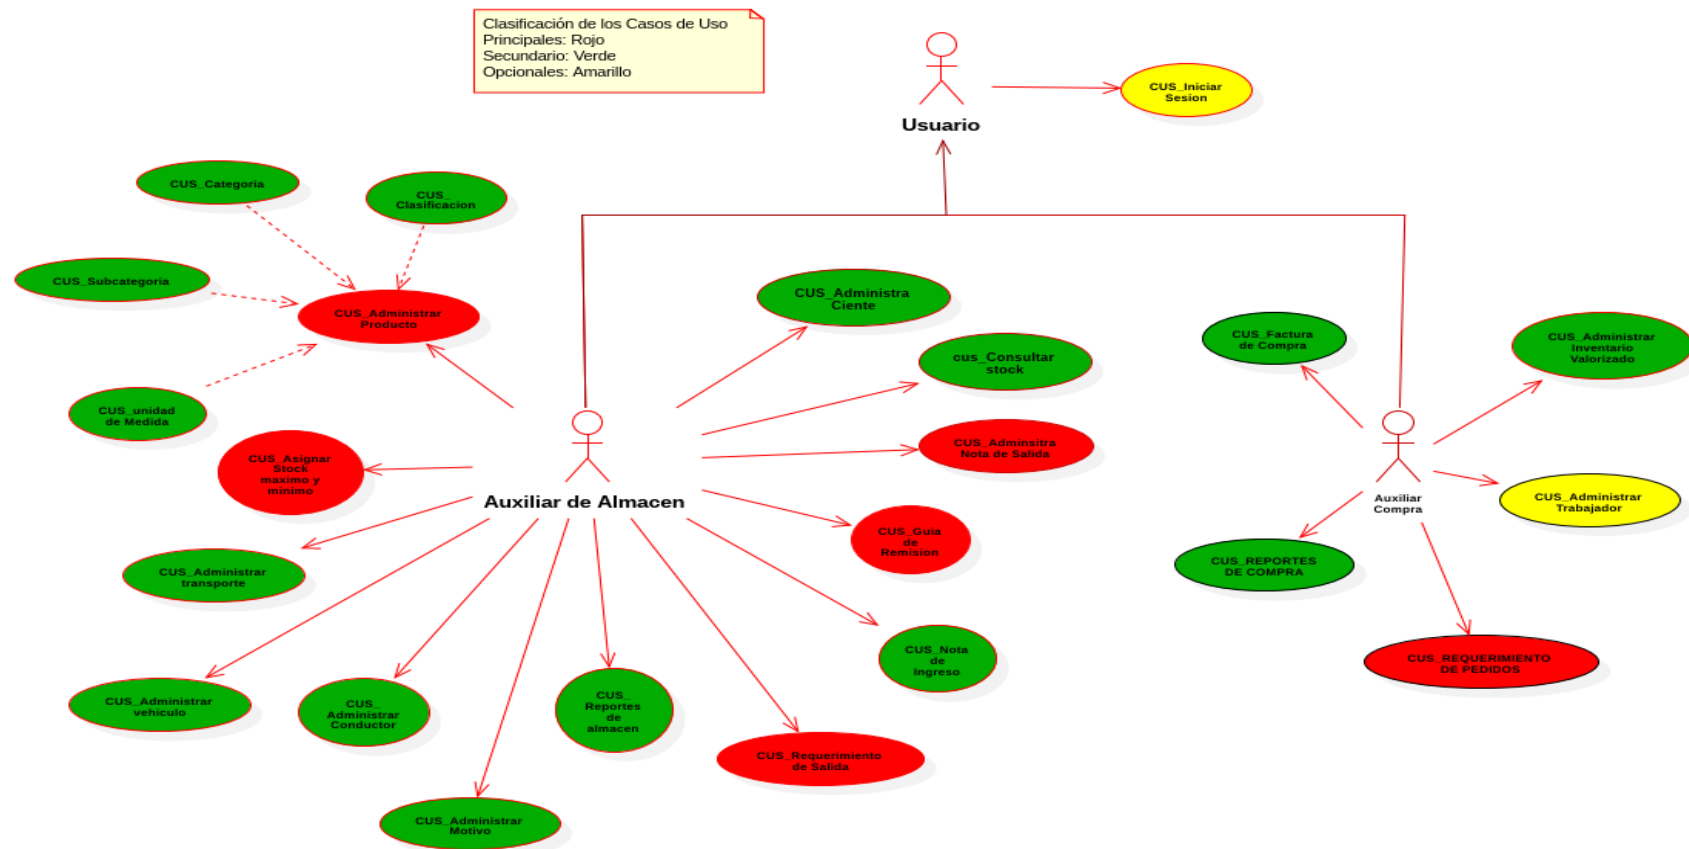 Clasificación de los Casos de Uso
Principales: Rojo
Secundario: Verde
Opcionales: Amarillo
CUS_Iniciar
Sesion
Usuario
CUS_Categoria
CUS_
Clasificacion
CUS_Subcategoria
CUS_Administrar
Producto
CUS_unidad
de Medida
CUS_Administra
Ciente
cus_Consultar
stock
CUS_Adminsitra
Nota de Salida
CUS_Asignar
Stock
maximo y
minimo
Auxiliar de Almacen
CUS_Guia
de
Remision
CUS_Administrar
transporte
CUS_Nota
de
Ingreso
CUS_Administrar
vehiculo
CUS_
Administrar
Conductor
CUS_
Reportes
de
almacen
CUS_Requerimiento
de Salida
CUS_Administrar
Motivo
CUS_Factura
de Compra
CUS_Administrar
Inventario
Valorizado
Auxiliar
Compra
CUS_Administrar
Trabajador
CUS_REPORTES
DE COMPRA
CUS_REQUERIMIENTO
DE PEDIDOS